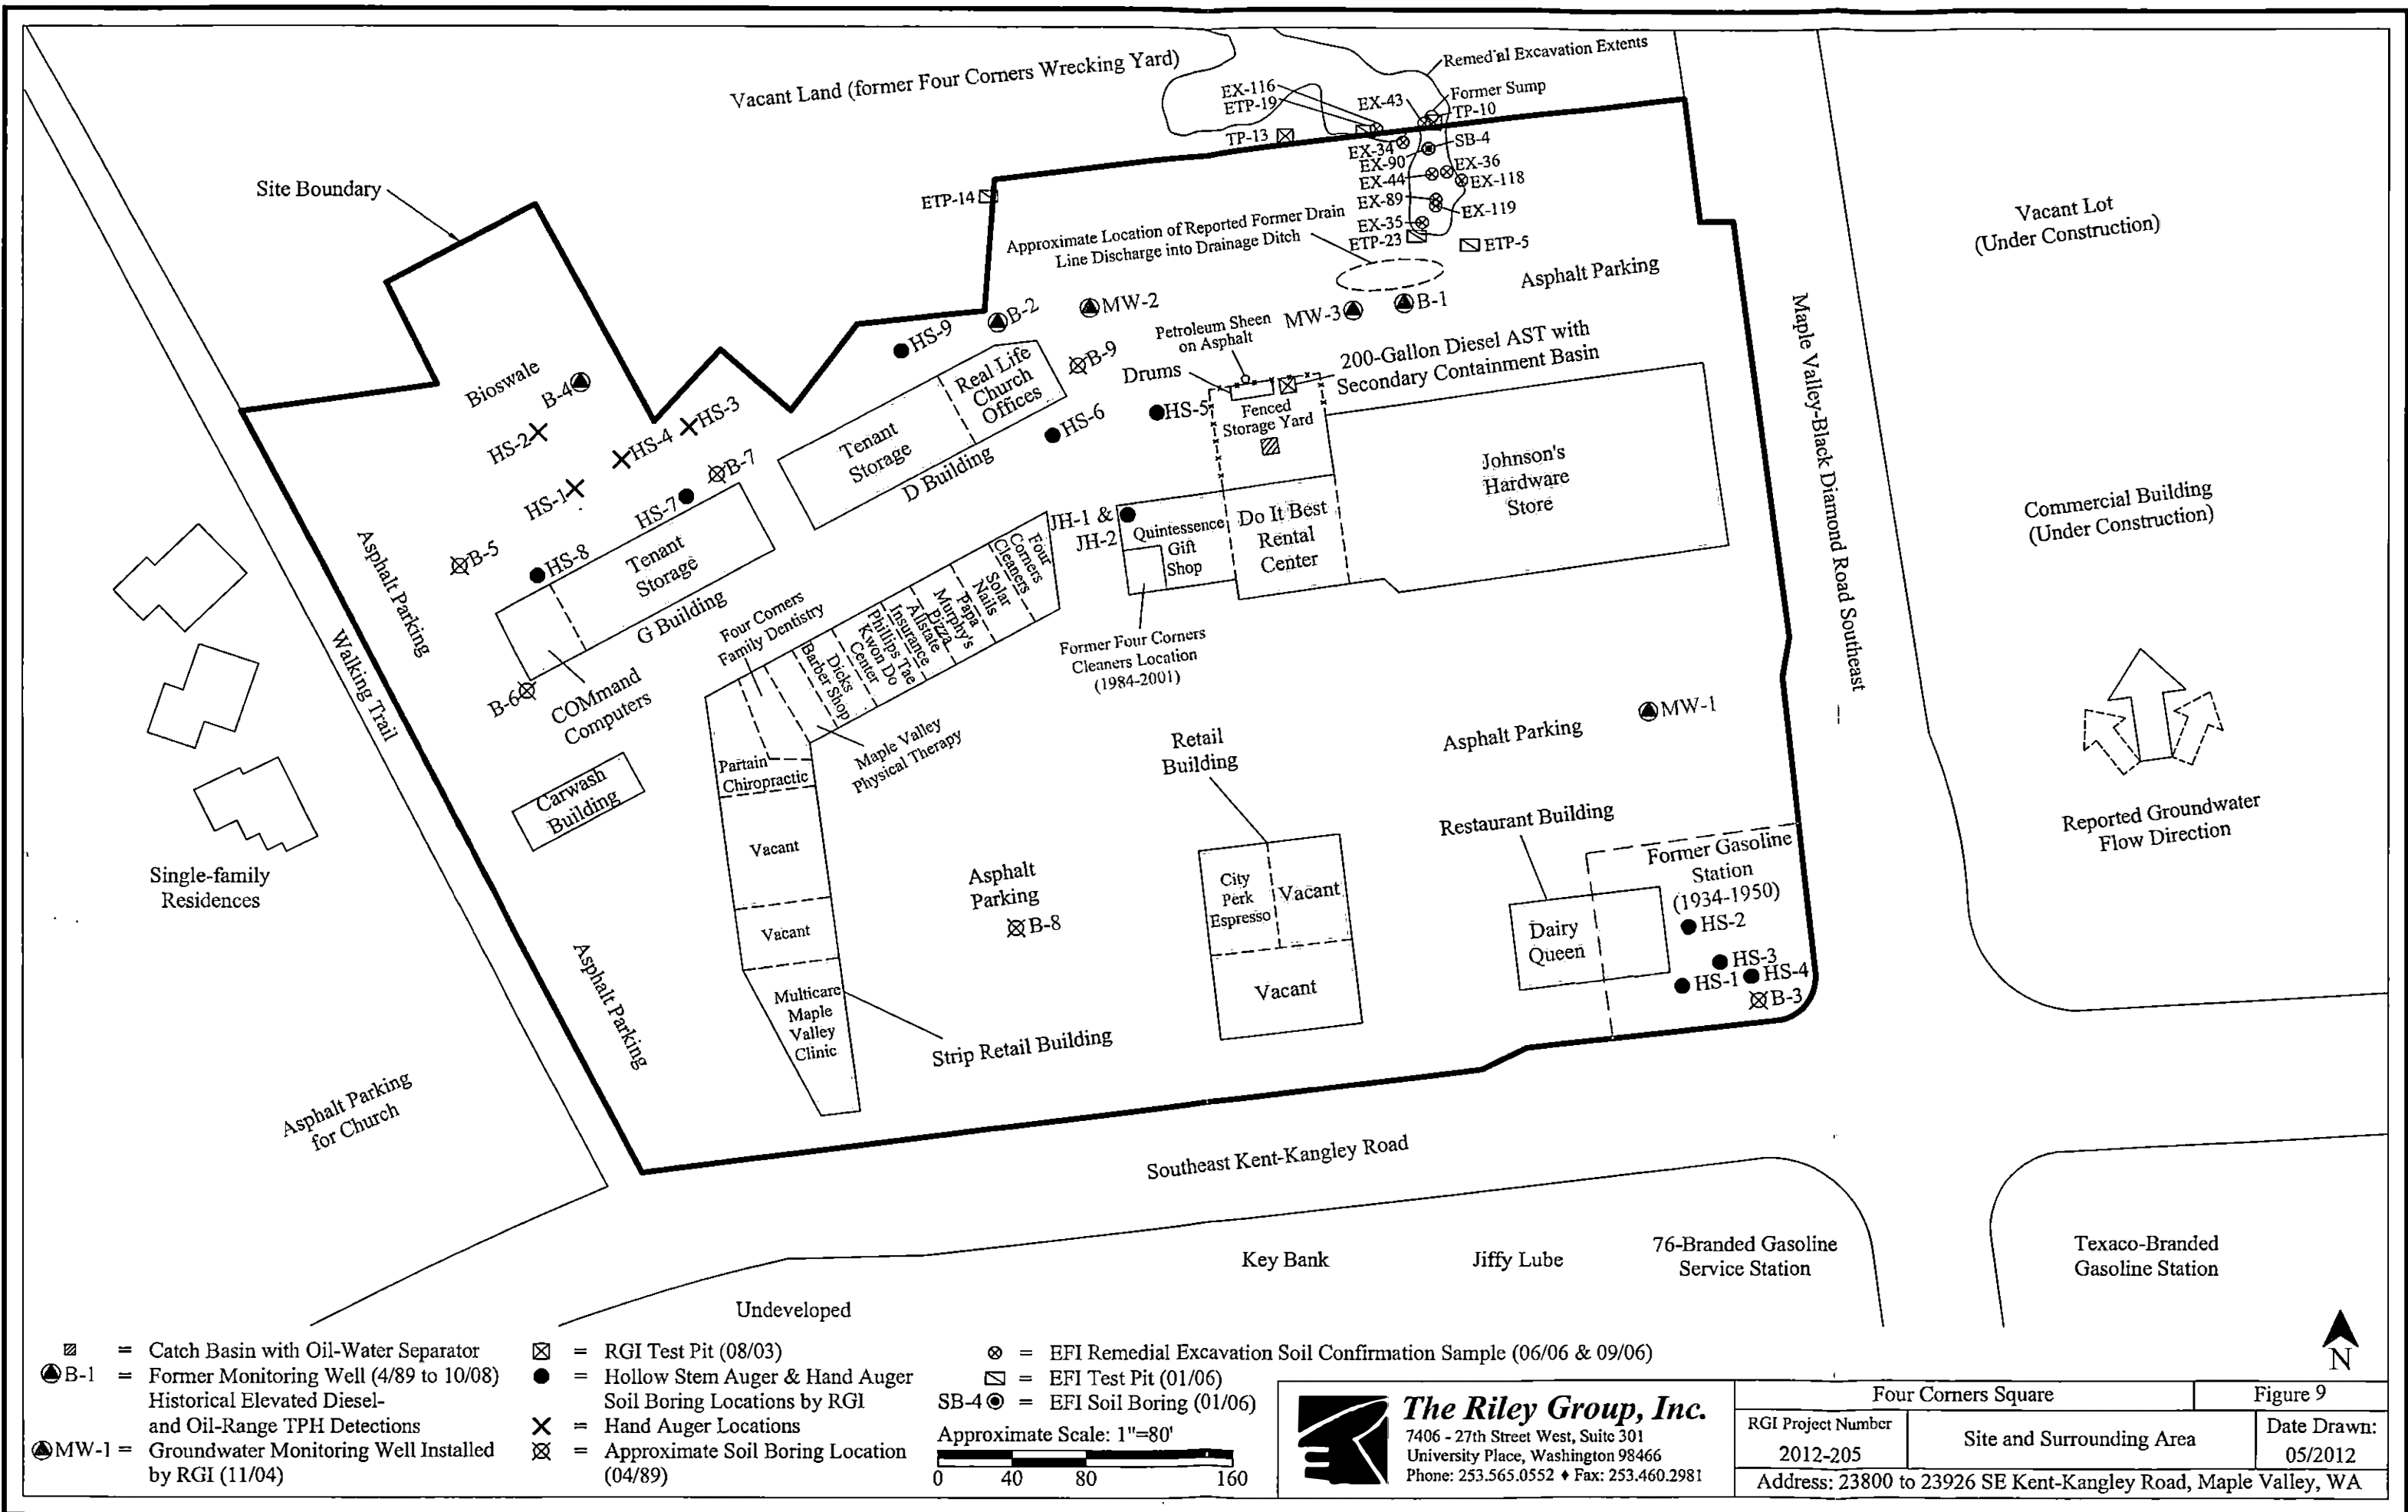 Vacant Land (former Four Corners Wrecking Yard)
Remedial Excavation Extents
EX-116
ETP-19
EX-43
Former Sump
TP-10
TP-13
SB-4
EX-34
EX-90
EX-36
EX-44
EX-118
EX-89
EX-119
EX-35
ETP-23
ETP-5
Site Boundary
ETP-14
Approximate Location of Reported Former Drain
Line Discharge into Drainage Ditch
Asphalt Parking
Vacant Lot
(Under Construction)
Maple Valley-Black Diamond Road Southeast
HS-9
B-2
MW-2
MW-3
B-1
Petroleum Sheen
on Asphalt
B-9
Drums
200-Gallon Diesel AST with
Secondary Containment Basin
Bioswale
B-4
HS-2
HS-3
HS-4
HS-1
B-7
HS-7
Real Life
Church
Offices
Tenant
Storage
D Building
HS-6
HS-5
Fenced
Storage Yard
Johnson's
Hardware
Store
Commercial Building
(Under Construction)
JH-1 &
JH-2
Quintessence
Gift
Shop
Do It Best
Rental
Center
B-5
HS-8
Tenant
Storage
G Building
Asphalt Parking
Walking Trail
B-6
COMmand
Computers
Four Corners
Family Dentistry
Four
Corners
Cleaners
Solar
Nails
Papa
Murphy's
Pizza
Allstate
Insurance
Phillips Tae
Kwon Do
Center
Dicks
Barber Shop
Former Four Corners
Cleaners Location
(1984-2001)
Maple Valley
Physical Therapy
Partain
Chiropractic
Carwash
Building
Retail
Building
Asphalt Parking
MW-1
Restaurant Building
Reported Groundwater
Flow Direction
Single-family
Residences
Vacant
Vacant
Asphalt
Parking
B-8
City
Perk
Espresso
Vacant
Vacant
Former Gasoline
Station
(1934-1950)
Dairy
Queen
HS-2
HS-3
HS-4
HS-1
B-3
Multicare
Maple
Valley
Clinic
Strip Retail Building
Asphalt Parking
Asphalt Parking
for Church
Southeast Kent-Kangley Road
Key Bank
Jiffy Lube
76-Branded Gasoline
Service Station
Texaco-Branded
Gasoline Station
Undeveloped
= Catch Basin with Oil-Water Separator
B-1 = Former Monitoring Well (4/89 to 10/08)
Historical Elevated Diesel-
and Oil-Range TPH Detections
MW-1 = Groundwater Monitoring Well Installed
by RGI (11/04)
= RGI Test Pit (08/03)
= Hollow Stem Auger & Hand Auger
Soil Boring Locations by RGI
= Hand Auger Locations
= Approximate Soil Boring Location
(04/89)
= EFI Remedial Excavation Soil Confirmation Sample (06/06 & 09/06)
= EFI Test Pit (01/06)
SB-4 = EFI Soil Boring (01/06)
Approximate Scale: 1"=80'
0 40 80 160
The Riley Group, Inc.
7406 - 27th Street West, Suite 301
University Place, Washington 98466
Phone: 253.565.0552 ♦ Fax: 253.460.2981
N
Four Corners Square
Figure 9
RGI Project Number
2012-205
Site and Surrounding Area
Date Drawn:
05/2012
Address: 23800 to 23926 SE Kent-Kangley Road, Maple Valley, WA